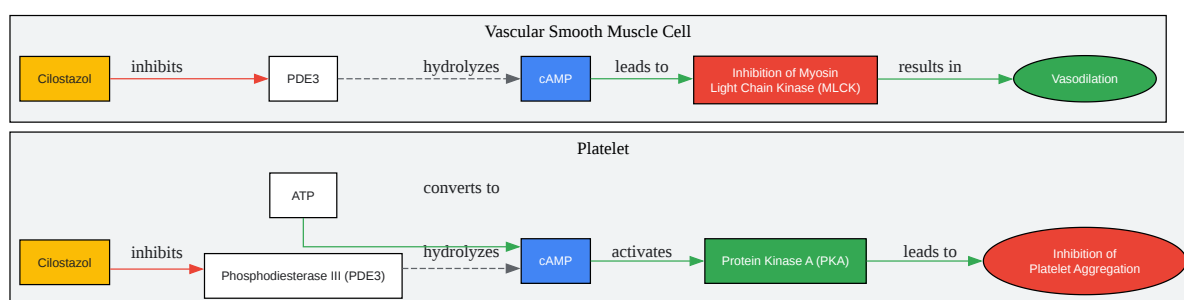 Vascular Smooth Muscle Cell
Cilostazol
inhibits
PDE3
hydrolyzes
cAMP
leads to
Inhibition of Myosin
Light Chain Kinase (MLCK)
results in
Vasodilation
Platelet
ATP
converts to
Cilostazol
inhibits
Phosphodiesterase III (PDE3)
hydrolyzes
cAMP
activates
Protein Kinase A (PKA)
leads to
Inhibition of
Platelet Aggregation